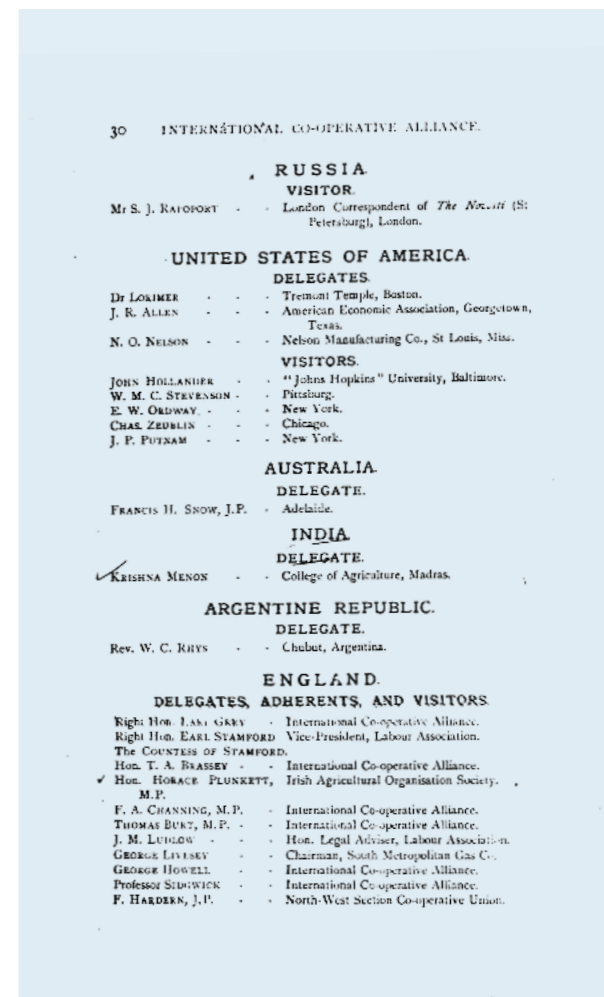 30 INTERNATIONAL CO-OPERATIVE ALLIANCE.
RUSSIA.
VISITOR.
Mr S. J. RAPOPORT - - London Correspondent of The Novosti (St
Petersburg), London.
UNITED STATES OF AMERICA.
DELEGATES.
Dr LORIMER - - - Tremont Temple, Boston.
J. R. ALLEN - - - American Economic Association, Georgetown,
Texas.
N. O. NELSON - - - Nelson Manufacturing Co., St Louis, Miss.
VISITORS.
JOHN HOLLANDER - - "Johns Hopkins" University, Baltimore.
W. M. C. STEVENSON - - Pittsburg.
E. W. ORDWAY - - - New York.
CHAS. ZEUBLIN - - - Chicago.
J. P. PUTNAM - - - New York.
AUSTRALIA.
DELEGATE.
FRANCIS H. SNOW, J.P. - Adelaide.
INDIA.
DELEGATE.
KRISHNA MENON - - College of Agriculture, Madras.
ARGENTINE REPUBLIC.
DELEGATE.
Rev. W. C. RHYS - - Chubut, Argentina.
ENGLAND.
DELEGATES, ADHERENTS, AND VISITORS.
Right Hon. EARL GREY - International Co-operative Alliance.
Right Hon. EARL STAMFORD Vice-President, Labour Association.
The COUNTESS OF STAMFORD.
Hon. T. A. BRASSEY - - International Co-operative Alliance.
Hon. HORACE PLUNKETT, Irish Agricultural Organisation Society.
M.P.
F. A. CHANNING, M.P. - International Co-operative Alliance.
THOMAS BURT, M.P. - - International Co-operative Alliance.
J. M. LUDLOW - - - Hon. Legal Adviser, Labour Association.
GEORGE LIVESEY - - Chairman, South Metropolitan Gas Co.
GEORGE HOWELL - - International Co-operative Alliance.
Professor SIDGWICK - - International Co-operative Alliance.
F. HARDERN, J.P. - - North-West Section Co-operative Union.